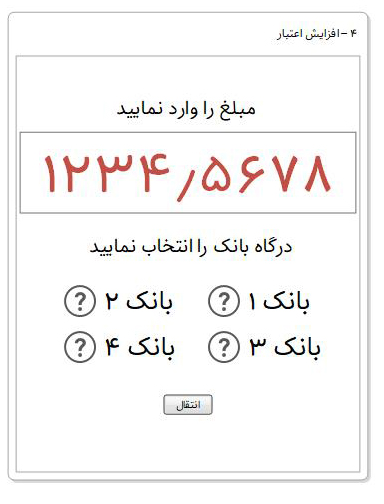 ۴ – افزایش اعتبار
مبلغ را وارد نمایید
۱۲۳۴٫۵۶۷۸
درگاه بانک را انتخاب نمایید
بانک ۱ ? بانک ۲ ?
بانک ۳ ? بانک ۴ ?
انتقال